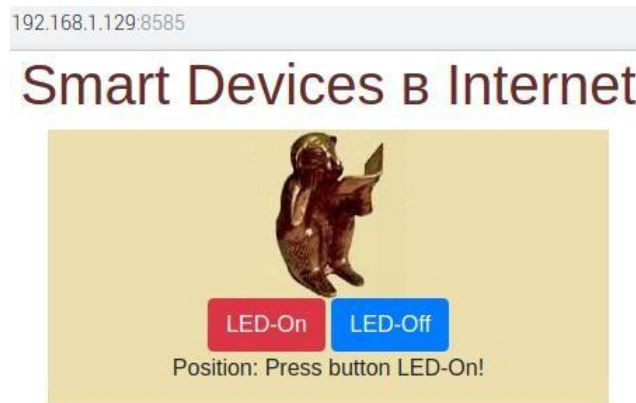 192.168.1.129:8585
Smart Devices в Internet
LED-On LED-Off
Position: Press button LED-On!